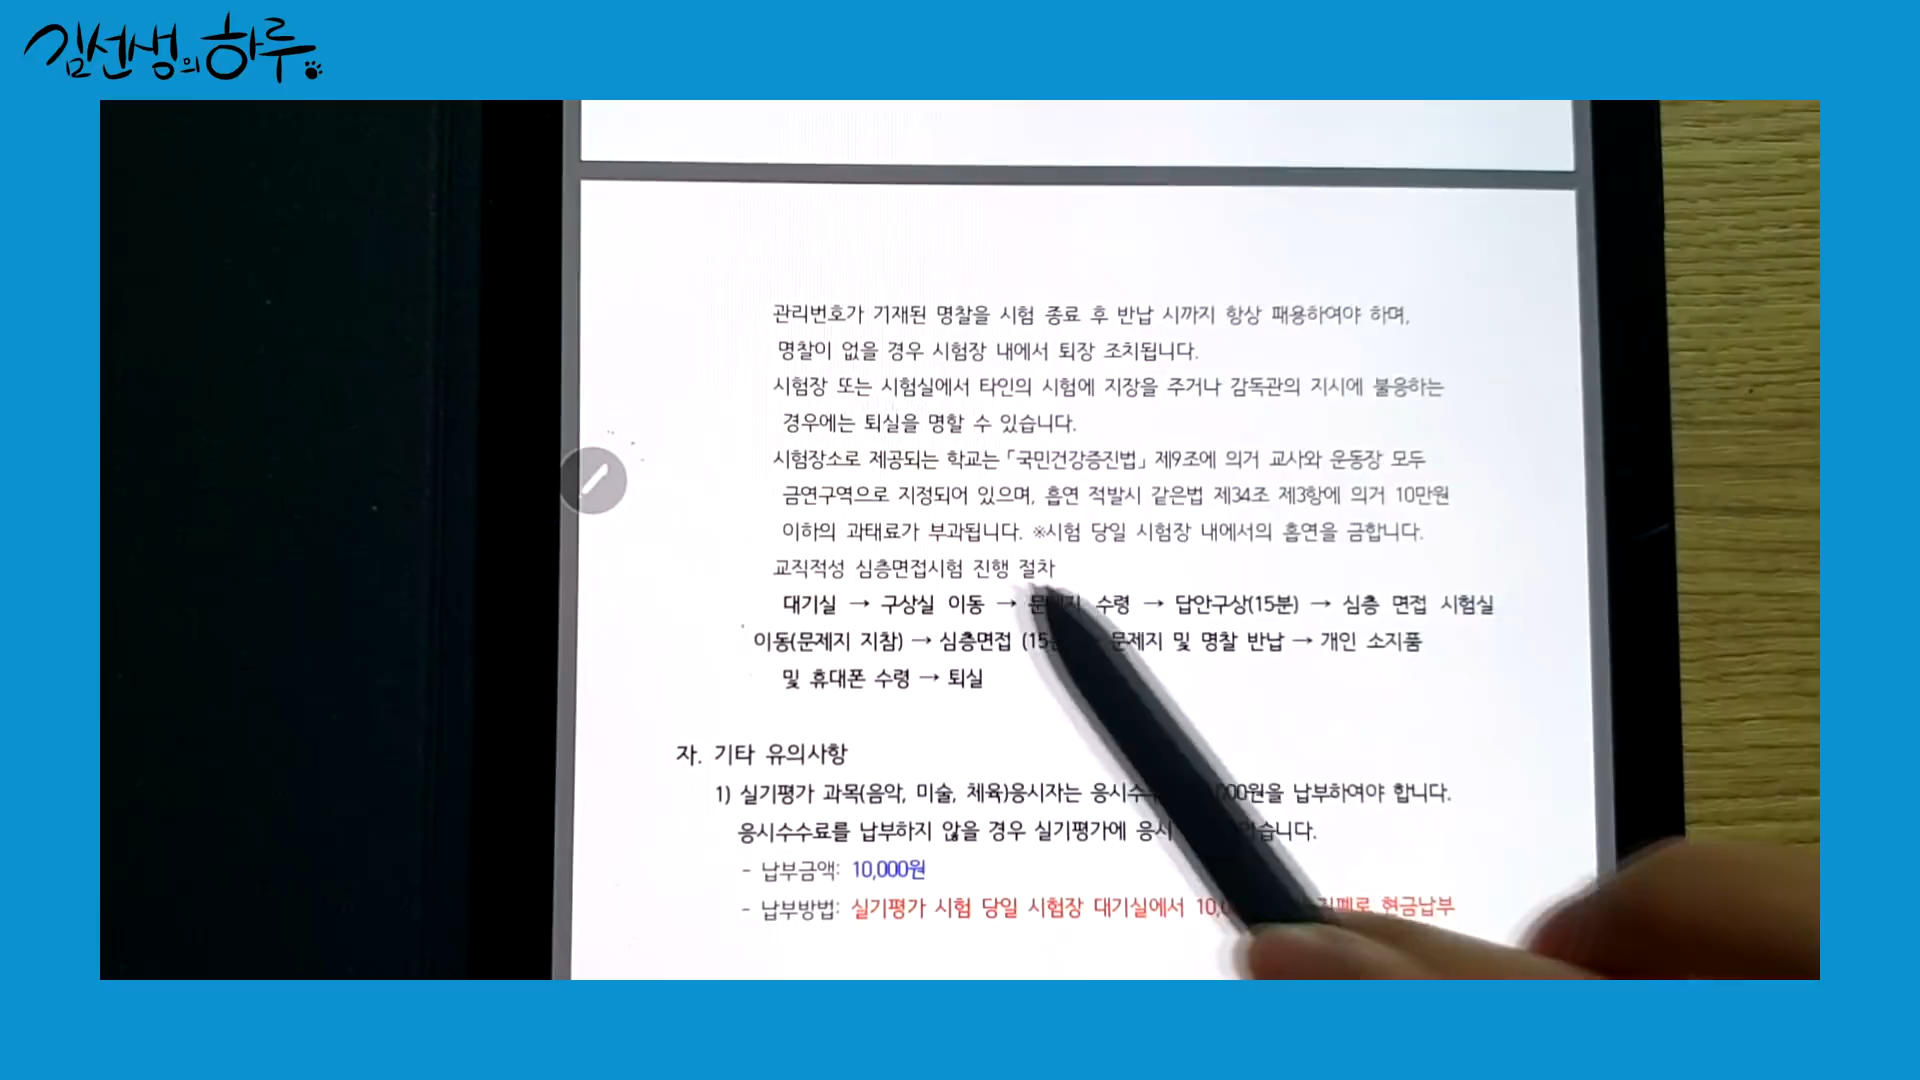 김선생의하루
관리번호가 기재된 명찰을 시험 종료 후 반납 시까지 항상 패용하여야 하며,
명찰이 없을 경우 시험장 내에서 퇴장 조치됩니다.
시험장 또는 시험실에서 타인의 시험에 지장을 주거나 감독관의 지시에 불응하는
경우에는 퇴실을 명할 수 있습니다.
시험장소로 제공되는 학교는 「국민건강증진법」 제9조에 의거 교사와 운동장 모두
금연구역으로 지정되어 있으며, 흡연 적발시 같은법 제34조 제3항에 의거 10만원
이하의 과태료가 부과됩니다. ※시험 당일 시험장 내에서의 흡연을 금합니다.
교직적성 심층면접시험 진행 절차
대기실 → 구상실 이동 → 수령 → 답안구상(15분) → 심층 면접 시험실
이동(문제지 지참) → 심층면접 문제지 및 명찰 반납 → 개인 소지품
및 휴대폰 수령 → 퇴실
자. 기타 유의사항
1) 실기평가 과목(음악, 미술, 체육)응시자는 납부하여야 합니다.
응시수수료를 납부하지 않을 경우 실기평가에
- 납부금액: 10,000원
- 납부방법: 실기평가 시험 당일 시험장 대기실에서 현금납부